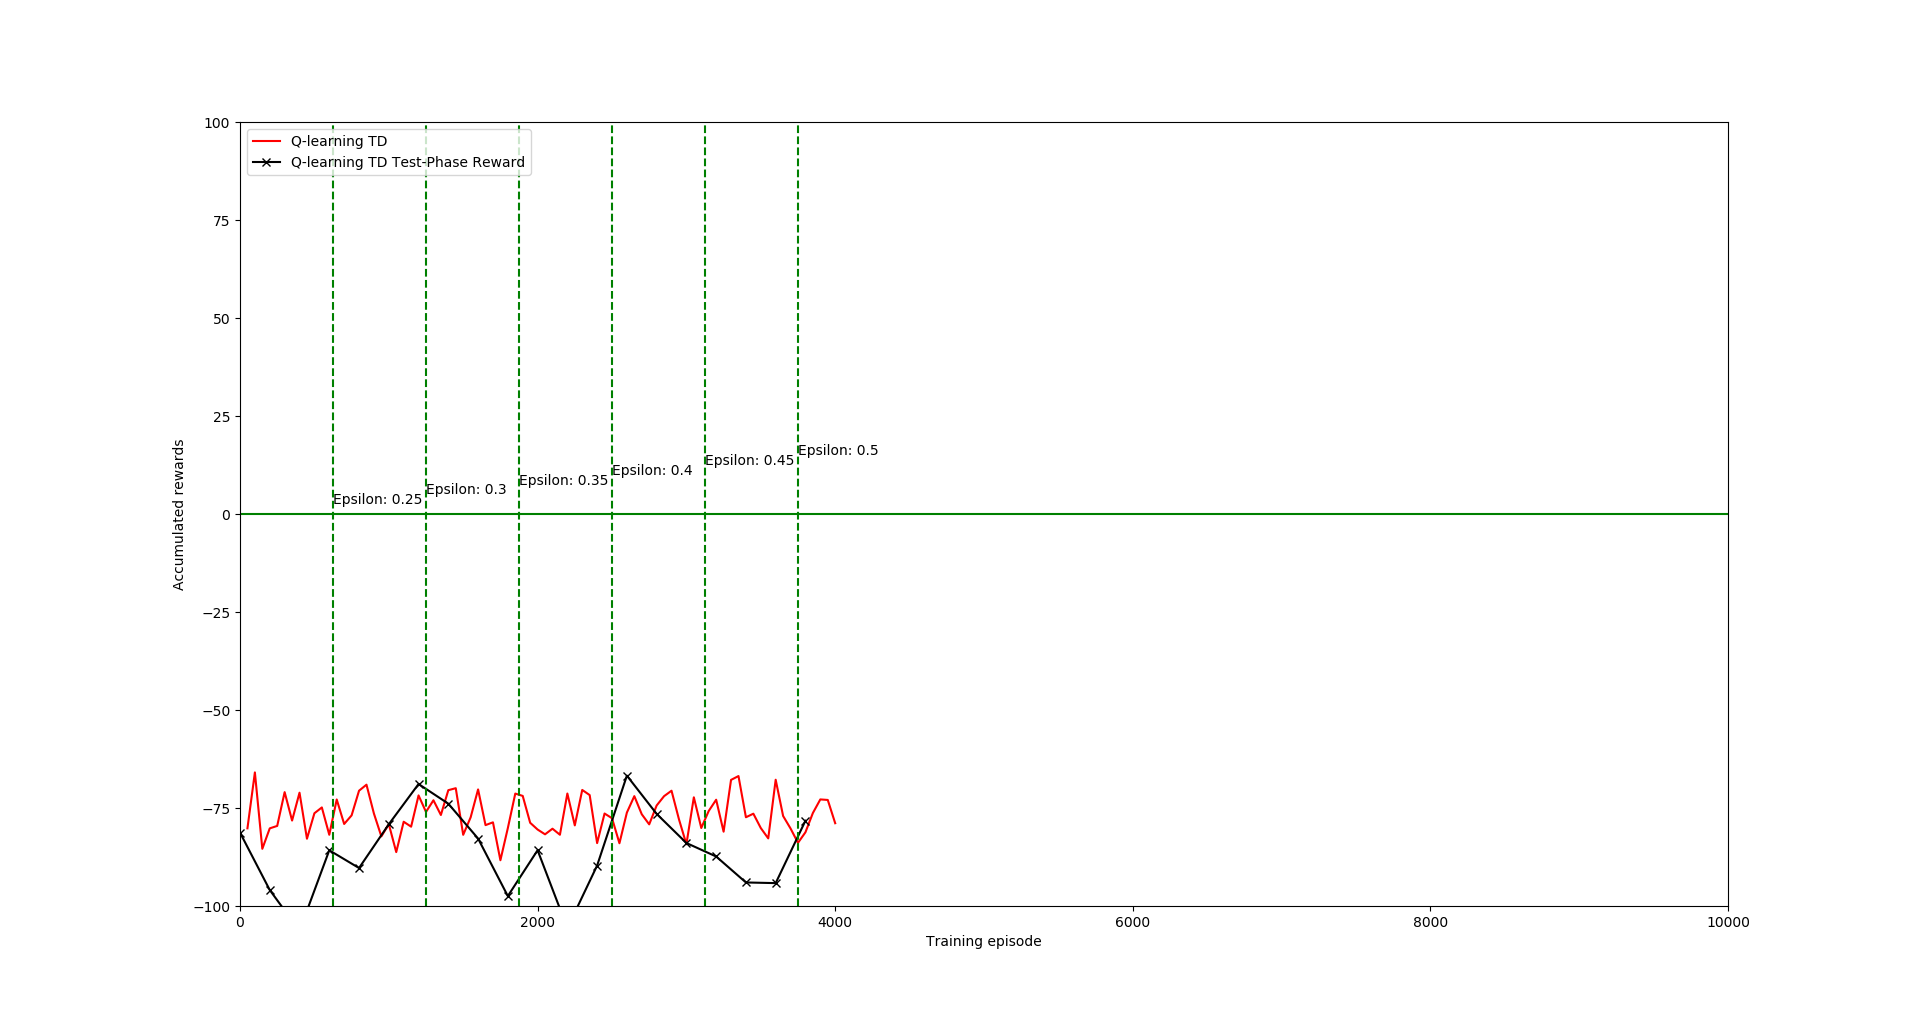 Q-learning TD
Q-learning TD Test-Phase Reward
100
75
50
25
0
−25
−50
−75
−100
Accumulated rewards
Epsilon: 0.25
Epsilon: 0.3
Epsilon: 0.35
Epsilon: 0.4
Epsilon: 0.45
Epsilon: 0.5
0
2000
4000
6000
8000
10000
Training episode